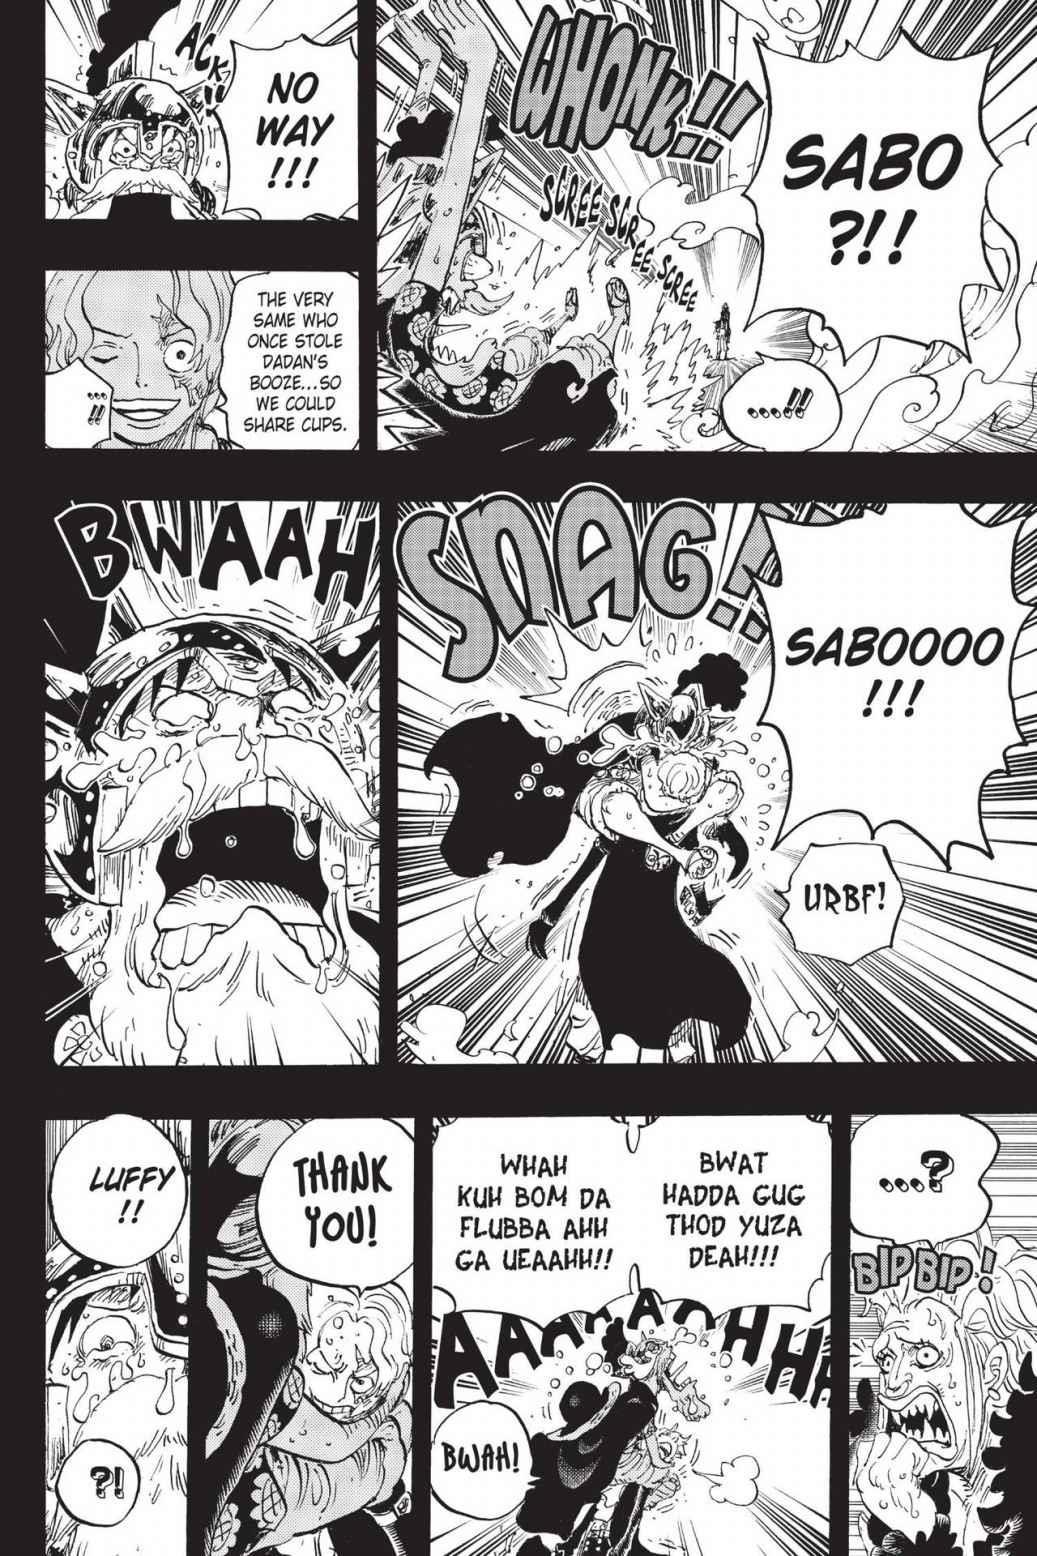 SABO
?!!
WHONK!!
SCREE SCREE SCREE SCREE
...!!
ACK
!!
NO
WAY
!!!
THE VERY
SAME WHO
ONCE STOLE
DADAN'S
BOOZE...SO
WE COULD
SHARE CUPS.
...
!!
SABOOOO
!!!
SNAG!!
URBF!
BWAAH
...?
BIP BIP!
BWAT
HADDA GUG
THOD YUZA
DEAH!!!
WHAH
KUH BOM DA
FLUBBA AHH
GA UEAAHH!!
AAAAAAHHH
BWAH!
THANK
YOU!
LUFFY
!!
?!